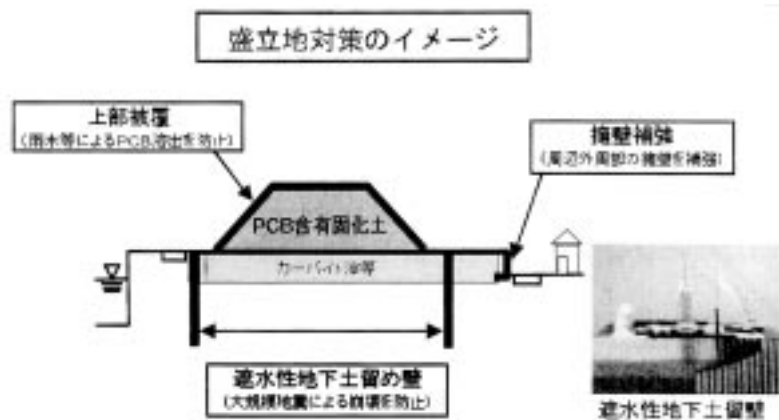 盛立地対策のイメージ
上部被覆
(雨水等によるPCB溶出を防止)
擁壁補強
(周辺外周部の擁壁を補強)
PCB含有固化土
カーバイト滓等
遮水性地下土留め壁
(大規模地震による崩壊を防止)
遮水性地下土留壁